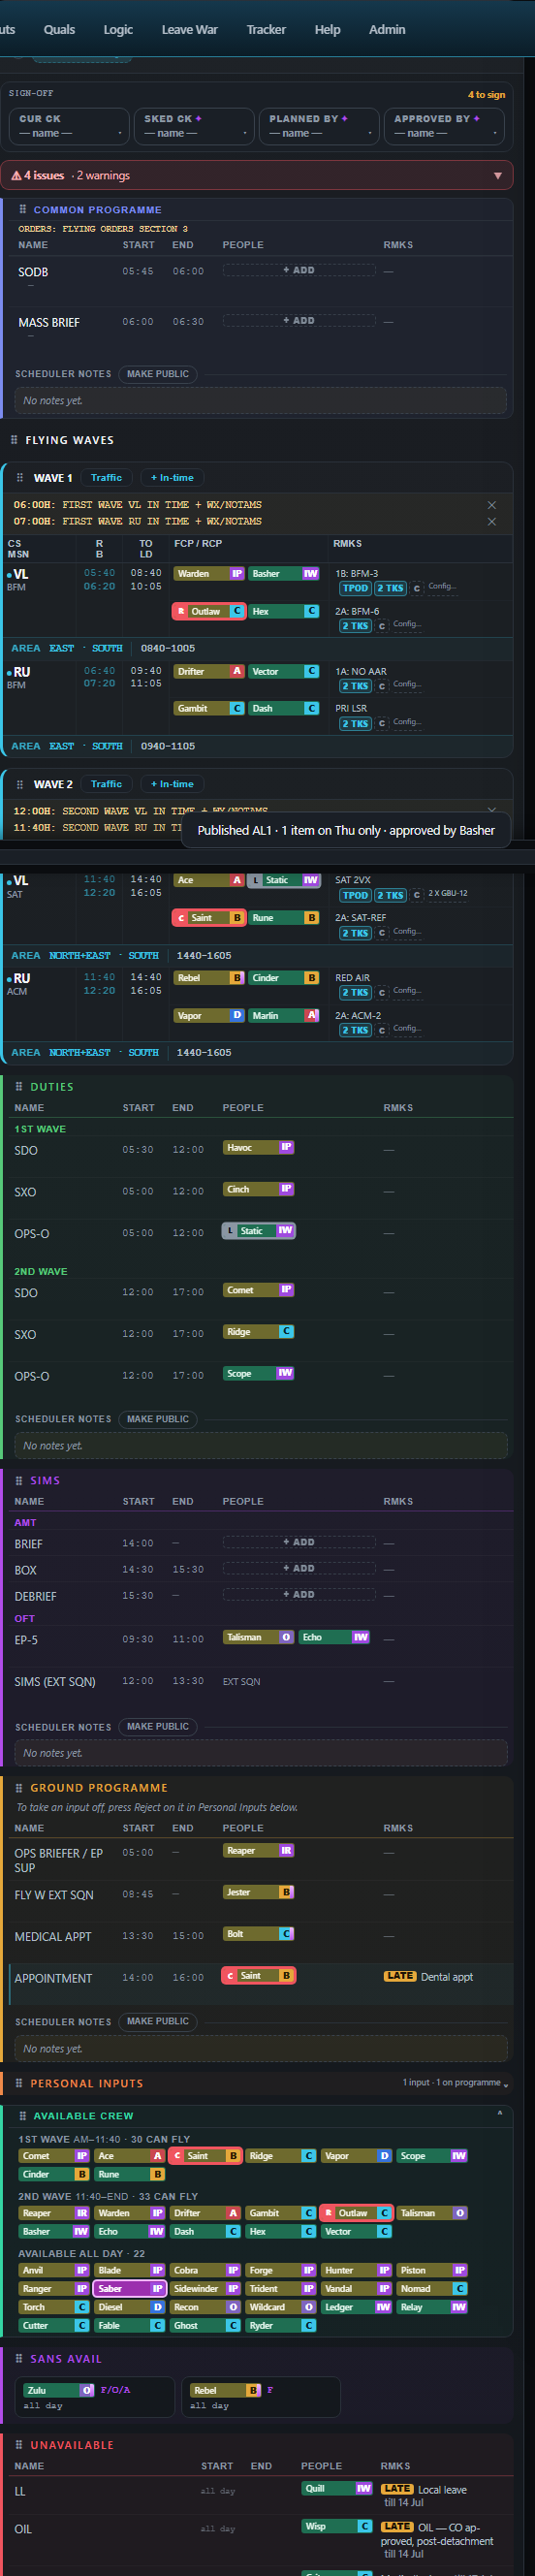 uts Quals Logic Leave War Tracker Help Admin
SIGN-OFF 4 to sign
CUR CK SKED CK ✦ PLANNED BY ✦ APPROVED BY ✦
— name — — name — — name — — name —
⚠ 4 issues · 2 warnings ▼
COMMON PROGRAMME
ORDERS: FLYING ORDERS SECTION 3
NAME START END PEOPLE RMKS
SODB 05:45 06:00 + ADD —
—
MASS BRIEF 06:00 06:30 + ADD —
—
SCHEDULER NOTES MAKE PUBLIC
No notes yet.
FLYING WAVES
WAVE 1 Traffic + In-time
06:00H: FIRST WAVE VL IN TIME + WX/NOTAMS ×
07:00H: FIRST WAVE RU IN TIME + WX/NOTAMS ×
CS R TO FCP / RCP RMKS
MSN B LD
VL 05:40 08:40 Warden IP Basher IW 1B: BFM-3
BFM 06:20 10:05 TPOD 2 TKS C Config...
R Outlaw C Hex C 2A: BFM-6
2 TKS C Config...
AREA EAST · SOUTH 0840-1005
RU 06:40 09:40 Drifter A Vector C 1A: NO AAR
BFM 07:20 11:05 2 TKS C Config...
Gambit C Dash C PRI LSR
2 TKS C Config...
AREA EAST · SOUTH 0940-1105
WAVE 2 Traffic + In-time
12:00H: SECOND WAVE VL IN TIME + WX/NOTAMS ×
11:40H: SECOND WAVE RU IN T
Published AL1 · 1 item on Thu only · approved by Basher
VL 11:40 14:40 Ace A L Static IW SAT 2VX
SAT 12:20 16:05 TPOD 2 TKS C 2 X GBU-12
C Saint B Rune B 2A: SAT-REF
2 TKS C Config...
AREA NORTH+EAST · SOUTH 1440-1605
RU 11:40 14:40 Rebel B Cinder B RED AIR
ACM 12:20 16:05 2 TKS C Config...
Vapor D Marlin A 2A: ACM-2
2 TKS C Config...
AREA NORTH+EAST · SOUTH 1440-1605
DUTIES
NAME START END PEOPLE RMKS
1ST WAVE
SDO 05:30 12:00 Havoc IP —
SXO 05:00 12:00 Cinch IP —
OPS-O 05:00 12:00 L Static IW —
2ND WAVE
SDO 12:00 17:00 Comet IP —
SXO 12:00 17:00 Ridge C —
OPS-O 12:00 17:00 Scope IW —
SCHEDULER NOTES MAKE PUBLIC
No notes yet.
SIMS
NAME START END PEOPLE RMKS
AMT
BRIEF 14:00 — + ADD —
BOX 14:30 15:30 + ADD —
DEBRIEF 15:30 — + ADD —
OFT
EP-5 09:30 11:00 Talisman O Echo IW —
SIMS (EXT SQN) 12:00 13:30 EXT SQN —
SCHEDULER NOTES MAKE PUBLIC
No notes yet.
GROUND PROGRAMME
To take an input off, press Reject on it in Personal Inputs below.
NAME START END PEOPLE RMKS
OPS BRIEFER / EP 05:00 — Reaper IR —
SUP
FLY W EXT SQN 08:45 — Jester B —
MEDICAL APPT 13:30 15:00 Bolt C —
APPOINTMENT 14:00 16:00 C Saint B LATE Dental appt
SCHEDULER NOTES MAKE PUBLIC
No notes yet.
PERSONAL INPUTS 1 input · 1 on programme
AVAILABLE CREW
1ST WAVE AM–11:40 · 30 CAN FLY
Comet IP Ace A C Saint B Ridge C Vapor D Scope IW
Cinder B Rune B
2ND WAVE 11:40–END · 33 CAN FLY
Reaper IR Warden IP Drifter A Gambit C R Outlaw C Talisman O
Basher IW Echo IW Dash C Hex C Vector C
AVAILABLE ALL DAY · 22
Anvil IP Blade IP Cobra IP Forge IP Hunter IP Piston IP
Ranger IP Saber IP Sidewinder IP Trident IP Vandal IP Nomad C
Torch C Diesel D Recon O Wildcard O Ledger IW Relay IW
Cutter C Fable C Ghost C Ryder C
SANS AVAIL
Zulu O F/O/A Rebel B F
all day all day
UNAVAILABLE
NAME START END PEOPLE RMKS
LL all day Quill IW LATE Local leave
till 14 Jul
OIL all day Wisp C LATE OIL — CO ap-
proved, post-detachment
till 14 Jul